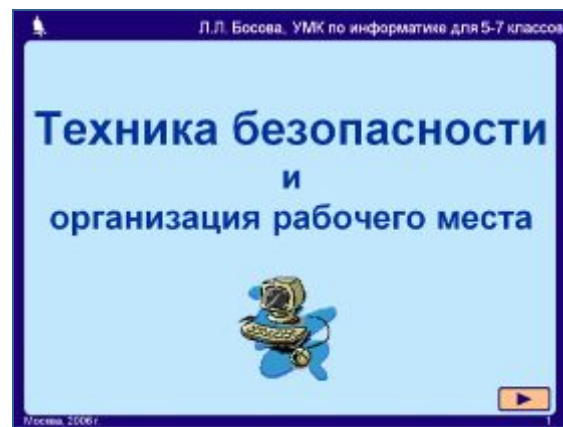 Л.Л. Босова, УМК по информатике для 5-7 классов
Техника безопасности
и
организация рабочего места
Москва, 2006 г.
1